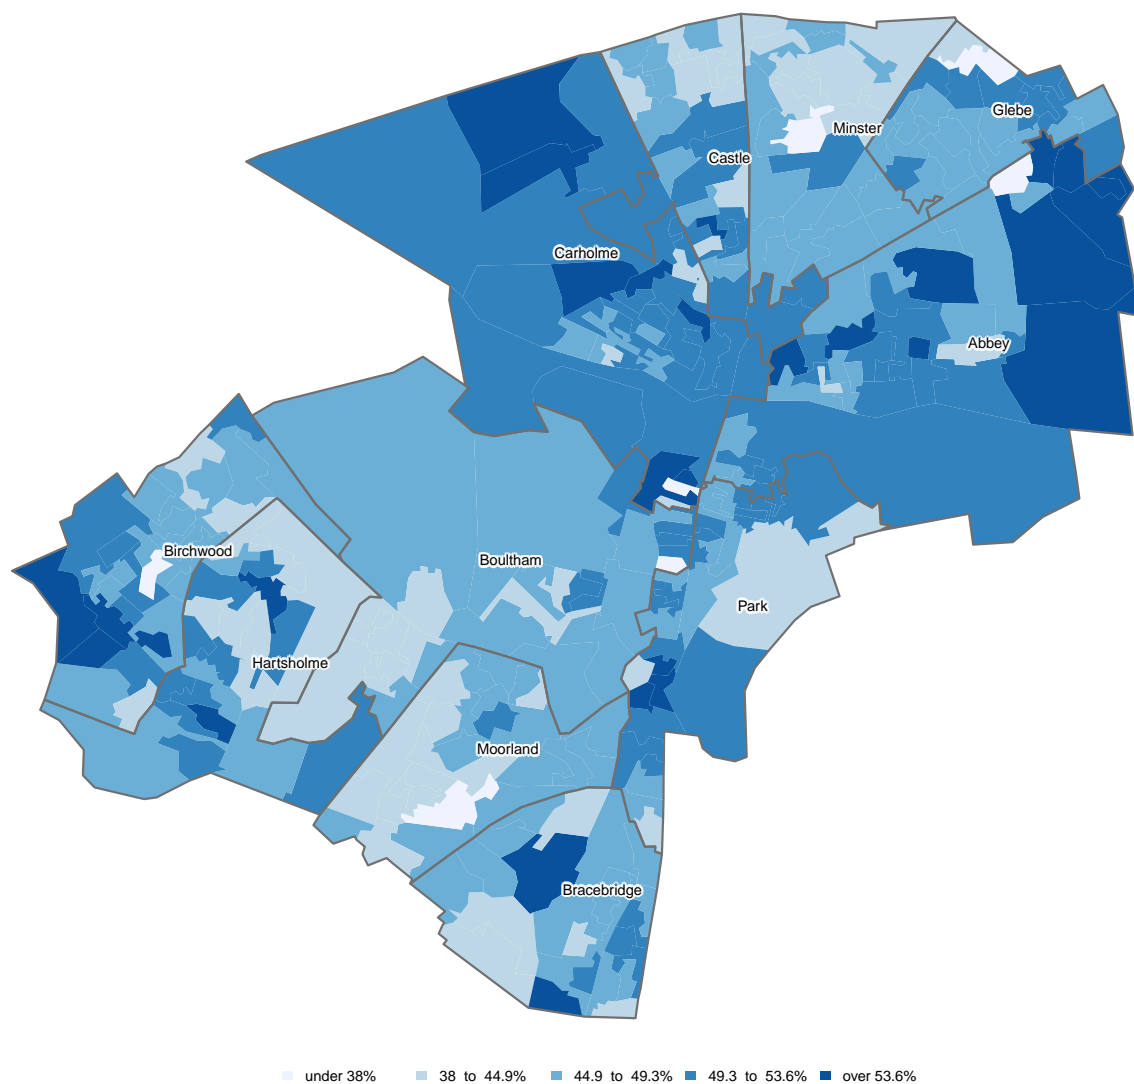 Glebe
Minster
Castle
Carholme
Abbey
Birchwood
Boultham
Park
Hartsholme
Moorland
Bracebridge
under 38% 38 to 44.9% 44.9 to 49.3% 49.3 to 53.6% over 53.6%